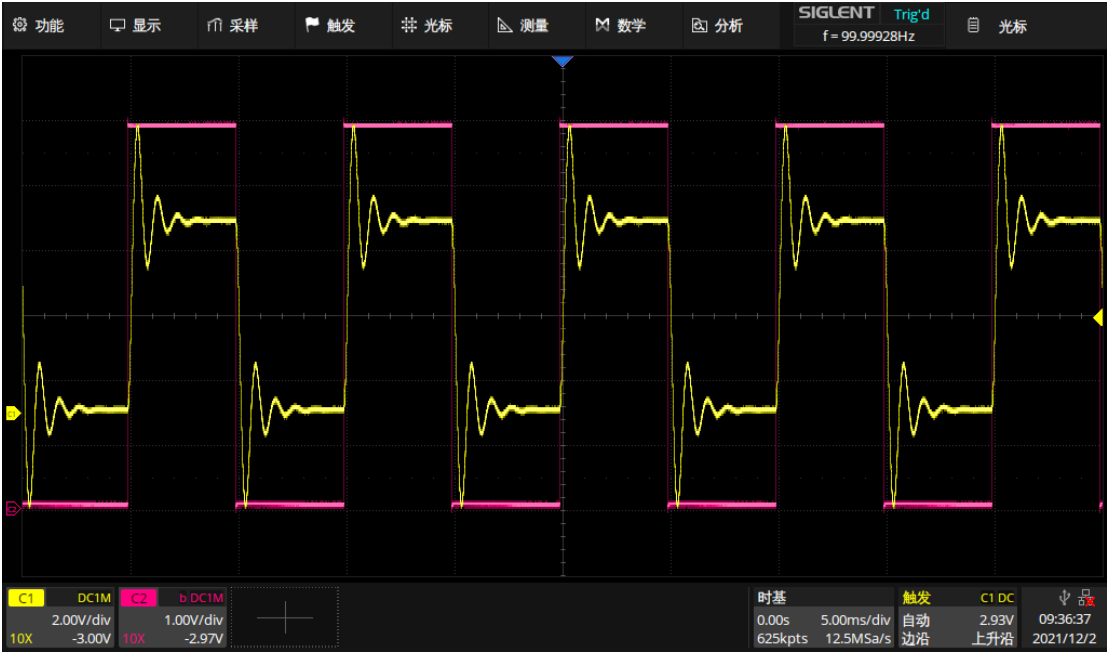 功能 显示 采样 触发 光标 测量 数学 分析 SIGLENT Trig'd 光标
f = 99.99928Hz
C1
C2
C1 DC1M C2 b DC1M 时基 触发 C1 DC
2.00V/div 1.00V/div 0.00s 5.00ms/div 自动 2.93V 09:36:37
10X -3.00V 10X -2.97V 625kpts 12.5MSa/s 边沿 上升沿 2021/12/2